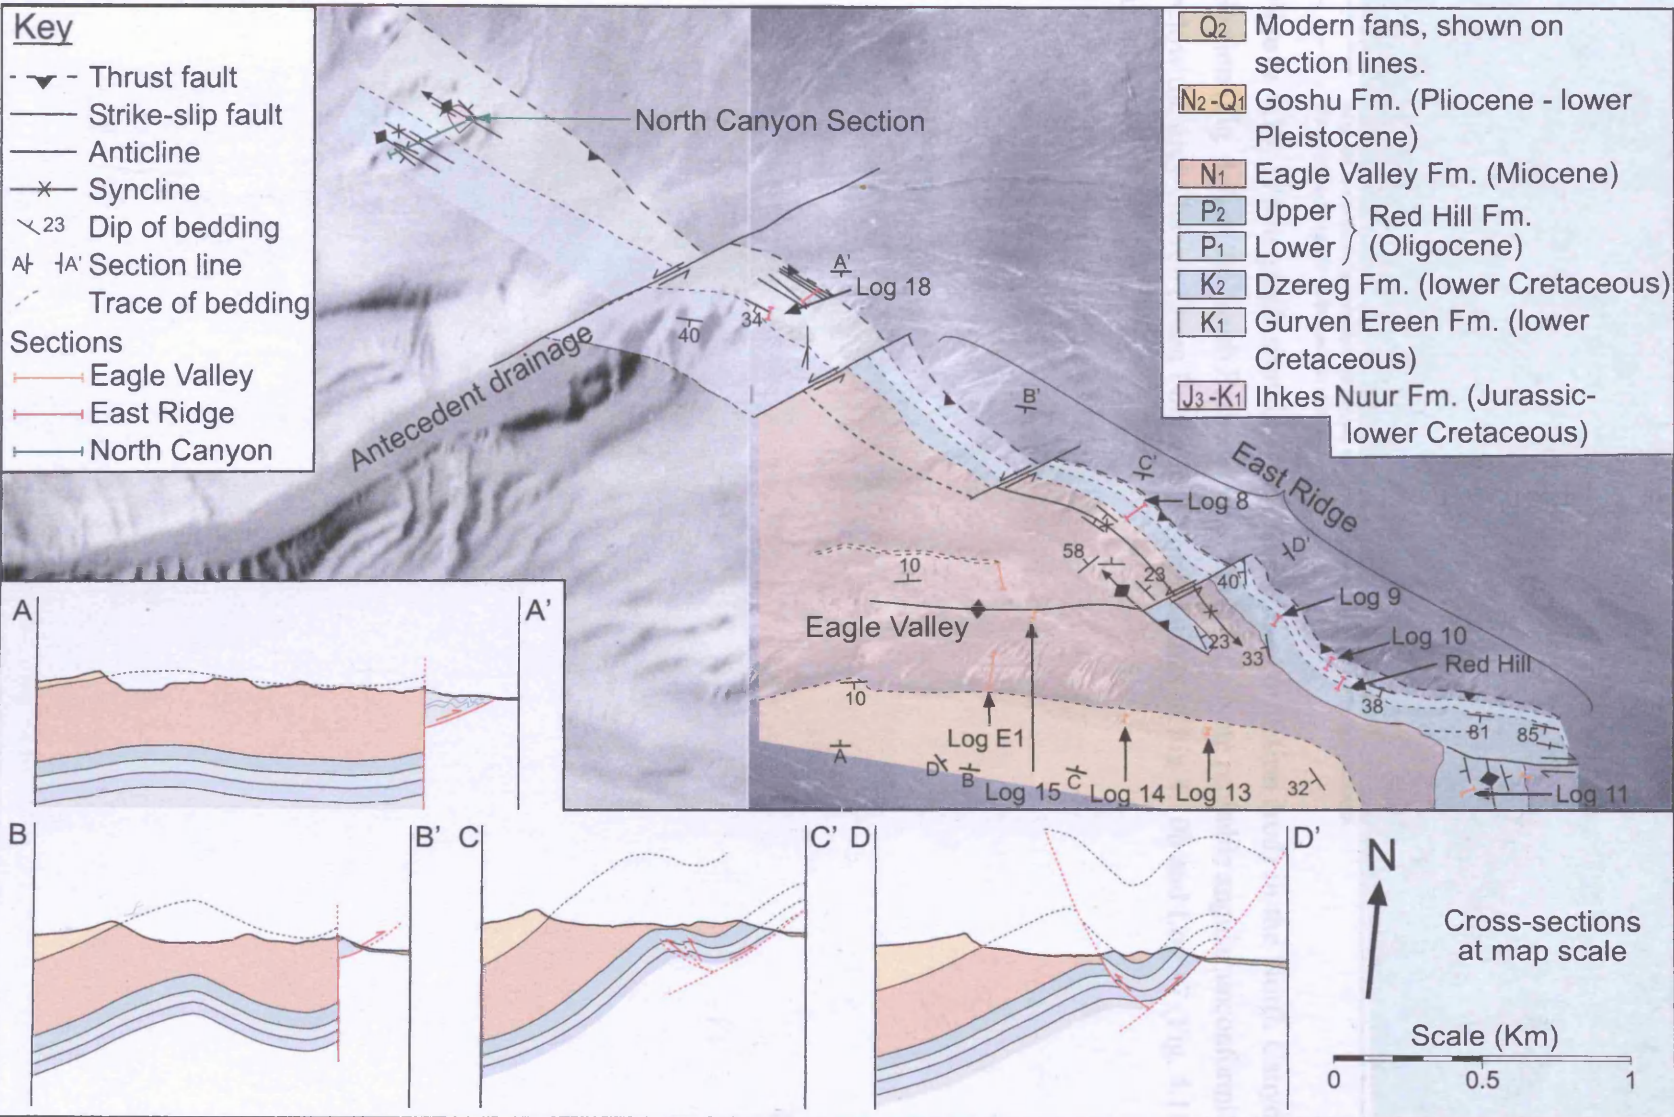 Key
Thrust fault
Strike-slip fault
Anticline
Syncline
23 Dip of bedding
A A' Section line
Trace of bedding
Sections
Eagle Valley
East Ridge
North Canyon
Q2 Modern fans, shown on
section lines.
N2-Q1 Goshu Fm. (Pliocene - lower
Pleistocene)
N1 Eagle Valley Fm. (Miocene)
P2 Upper
P1 Lower
Red Hill Fm.
(Oligocene)
K2 Dzereg Fm. (lower Cretaceous)
K1 Gurven Ereen Fm. (lower
Cretaceous)
J3-K1 Ihkes Nuur Fm. (Jurassic-
lower Cretaceous)
North Canyon Section
A'
Log 18
34
40
Antecedent drainage
B'
C'
East Ridge
Log 8
D'
58
10
23
40
Log 9
Eagle Valley
Log 10
23
33
Red Hill
10
38
81
85
Log E1
A
D
B
C
Log 15
Log 14
Log 13
32
Log 11
A
A'
B
B'
C
C'
D
D'
N
Cross-sections
at map scale
Scale (Km)
0
0.5
1